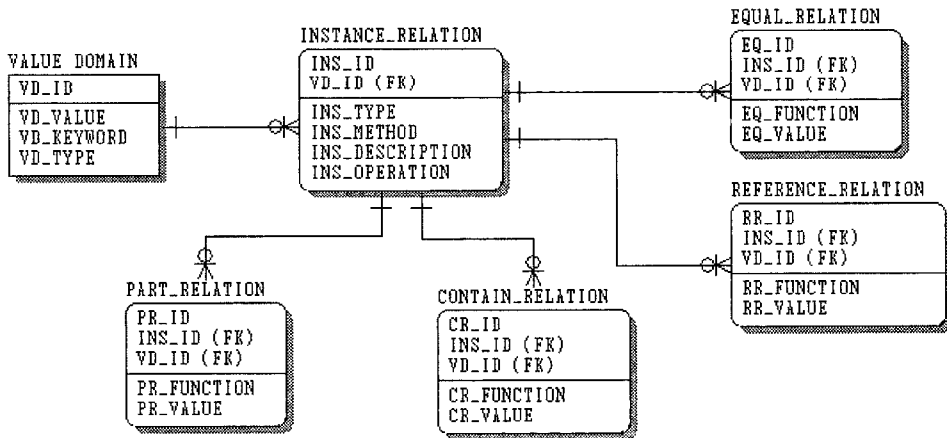 VALUE DOMAIN
VD_ID
VD_VALUE
VD_KEYWORD
VD_TYPE
INSTANCE_RELATION
INS_ID
VD_ID (FK)
INS_TYPE
INS_METHOD
INS_DESCRIPTION
INS_OPERATION
EQUAL_RELATION
EQ_ID
INS_ID (FK)
VD_ID (FK)
EQ_FUNCTION
EQ_VALUE
REFERENCE_RELATION
RR_ID
INS_ID (FK)
VD_ID (FK)
RR_FUNCTION
RR_VALUE
PART_RELATION
PR_ID
INS_ID (FK)
VD_ID (FK)
PR_FUNCTION
PR_VALUE
CONTAIN_RELATION
CR_ID
INS_ID (FK)
VD_ID (FK)
CR_FUNCTION
CR_VALUE